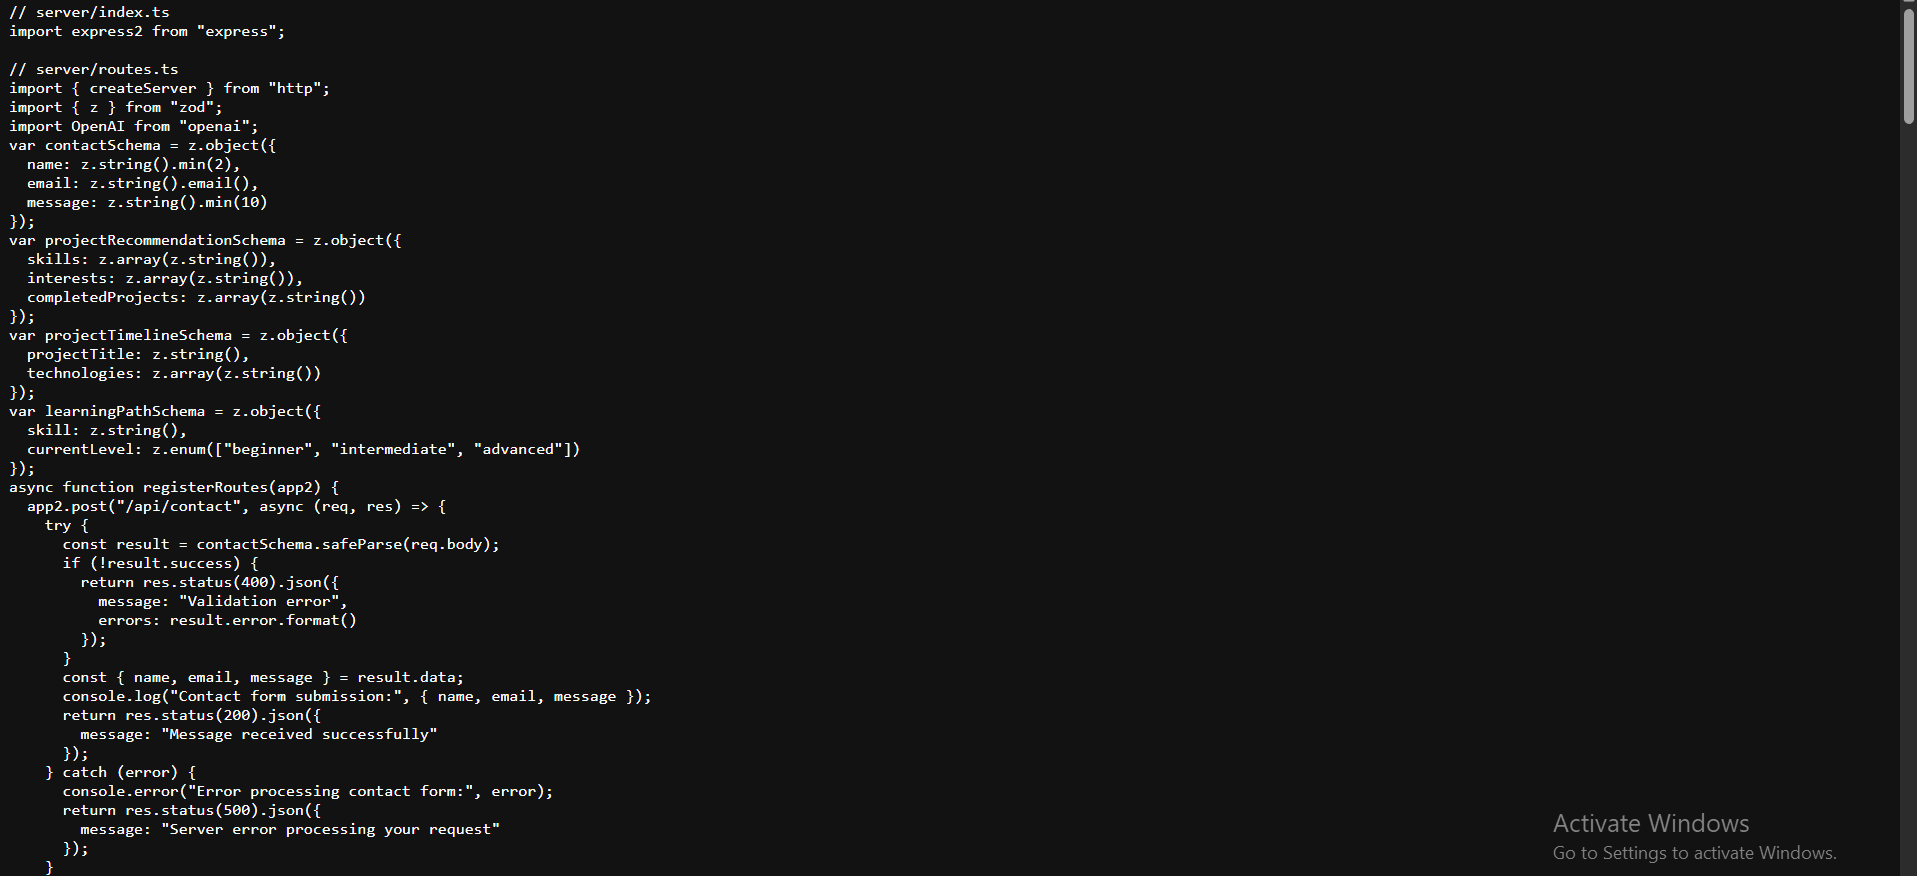 // server/index.ts
import express2 from "express";

// server/routes.ts
import { createServer } from "http";
import { z } from "zod";
import OpenAI from "openai";
var contactSchema = z.object({
  name: z.string().min(2),
  email: z.string().email(),
  message: z.string().min(10)
});
var projectRecommendationSchema = z.object({
  skills: z.array(z.string()),
  interests: z.array(z.string()),
  completedProjects: z.array(z.string())
});
var projectTimelineSchema = z.object({
  projectTitle: z.string(),
  technologies: z.array(z.string())
});
var learningPathSchema = z.object({
  skill: z.string(),
  currentLevel: z.enum(["beginner", "intermediate", "advanced"])
});
async function registerRoutes(app2) {
  app2.post("/api/contact", async (req, res) => {
    try {
      const result = contactSchema.safeParse(req.body);
      if (!result.success) {
        return res.status(400).json({
          message: "Validation error",
          errors: result.error.format()
        });
      }
      const { name, email, message } = result.data;
      console.log("Contact form submission:", { name, email, message });
      return res.status(200).json({
        message: "Message received successfully"
      });
    } catch (error) {
      console.error("Error processing contact form:", error);
      return res.status(500).json({
        message: "Server error processing your request"
      });
    }
Activate Windows
Go to Settings to activate Windows.